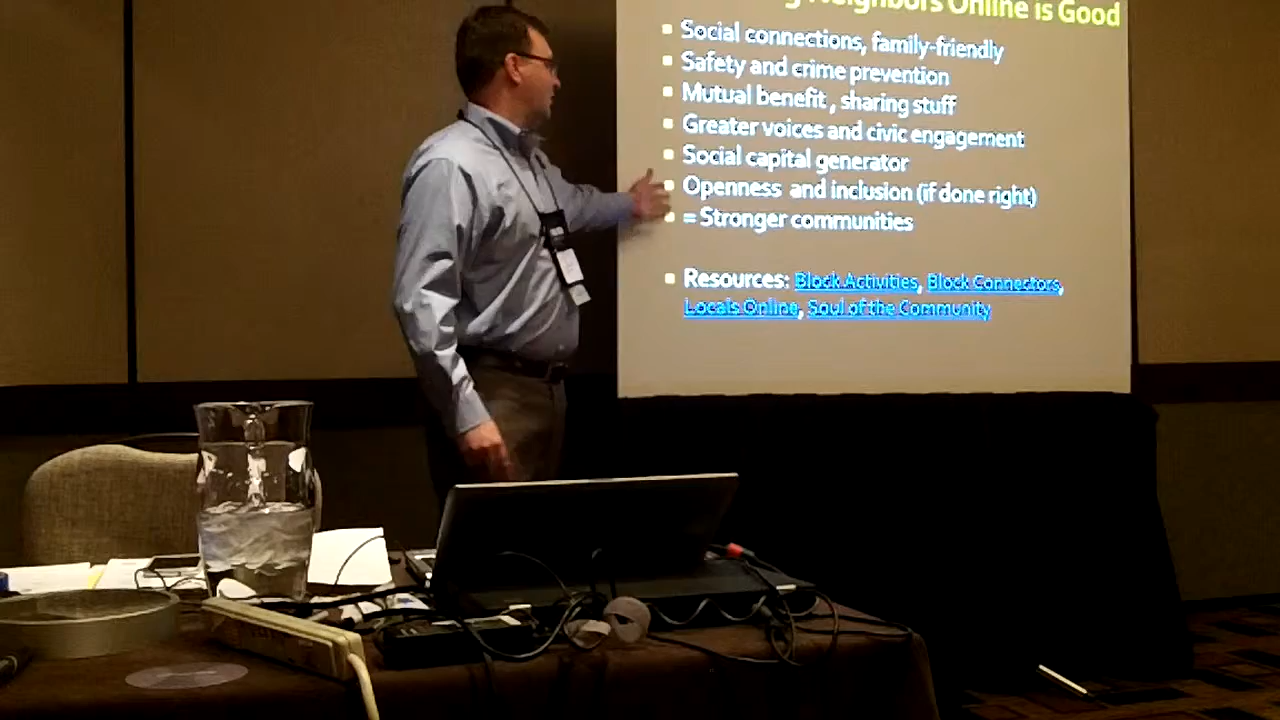 Neighbors Online is Good
Social connections, family-friendly
Safety and crime prevention
Mutual benefit , sharing stuff
Greater voices and civic engagement
Social capital generator
Openness and inclusion (if done right)
= Stronger communities
Resources: Block Activities, Block Connectors,
Locals Online, Soul of the Community